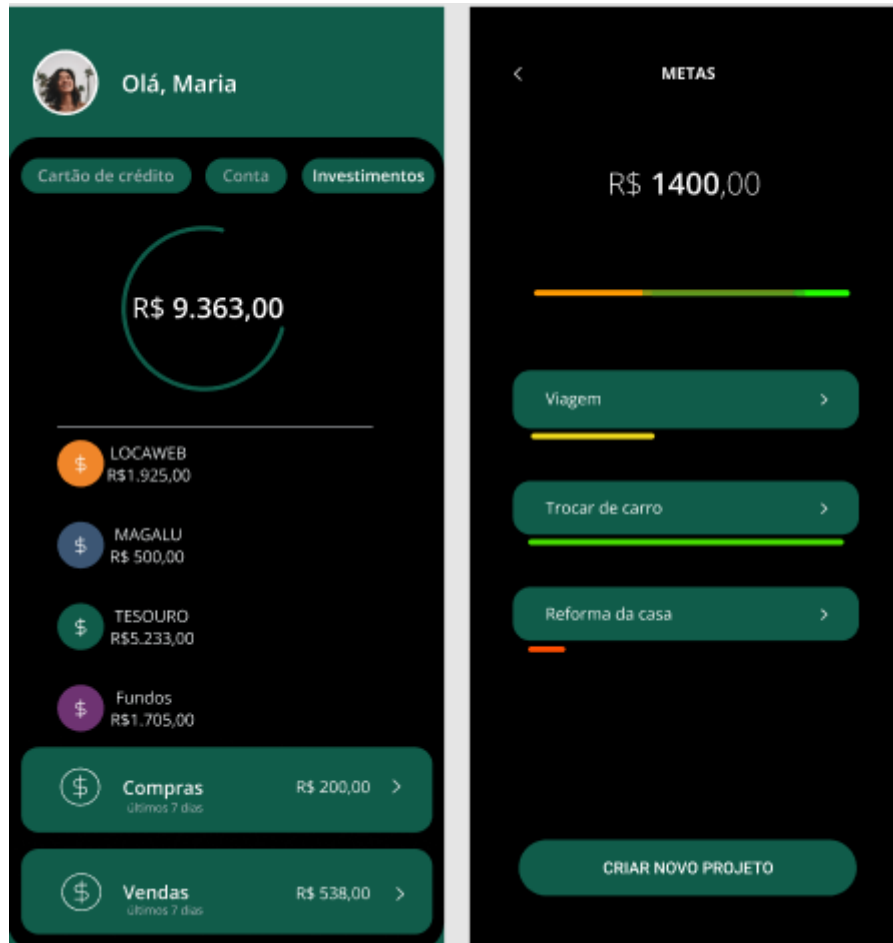 Olá, Maria
Cartão de crédito
Conta
Investimentos
R$ 9.363,00
$ LOCAWEB
R$1.925,00
$ MAGALU
R$ 500,00
$ TESOURO
R$5.233,00
$ Fundos
R$1.705,00
$ Compras R$ 200,00 >
últimos 7 dias
$ Vendas R$ 538,00 >
últimos 7 dias
< METAS
R$ 1400,00
Viagem >
Trocar de carro >
Reforma da casa >
CRIAR NOVO PROJETO